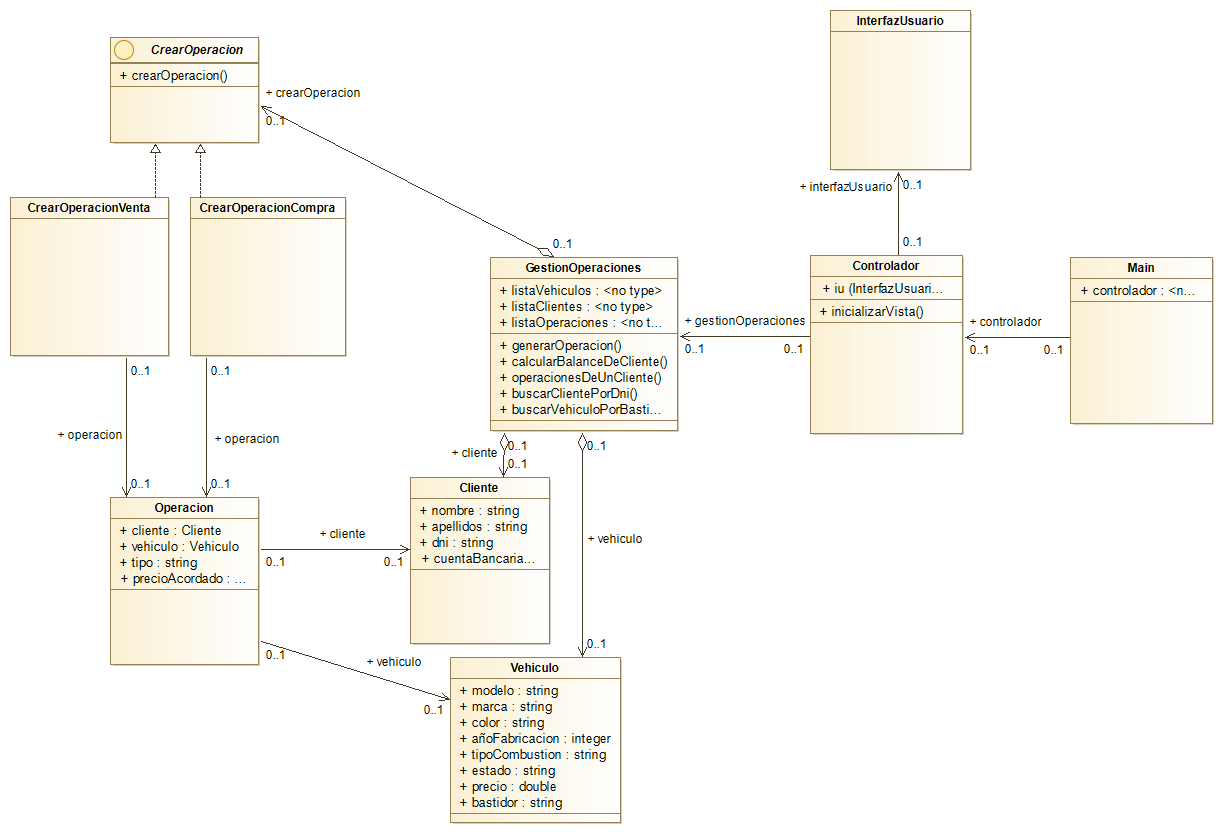 InterfazUsuario
CrearOperacion
+ crearOperacion()
+ crearOperacion
0..1
+ interfazUsuario
0..1
CrearOperacionVenta
CrearOperacionCompra
0..1
0..1
GestionOperaciones
+ listaVehiculos : <no type>
+ listaClientes : <no type>
+ listaOperaciones : <no t...
+ generarOperacion()
+ calcularBalanceDeCliente()
+ operacionesDeUnCliente()
+ buscarClientePorDni()
+ buscarVehiculoPorBasti...
+ gestionOperaciones
0..1
0..1
Controlador
+ iu (InterfazUsuari...
+ inicializarVista()
+ controlador
0..1
0..1
Main
+ controlador : <n...
0..1
0..1
+ operacion
+ operacion
0..1
0..1
+ cliente
0..1
0..1
0..1
Operacion
+ cliente : Cliente
+ vehiculo : Vehiculo
+ tipo : string
+ precioAcordado : ...
+ cliente
0..1
0..1
Cliente
+ nombre : string
+ apellidos : string
+ dni : string
+ cuentaBancaria...
+ vehiculo
0..1
0..1
+ vehiculo
0..1
Vehiculo
+ modelo : string
+ marca : string
+ color : string
+ añoFabricacion : integer
+ tipoCombustion : string
+ estado : string
+ precio : double
+ bastidor : string